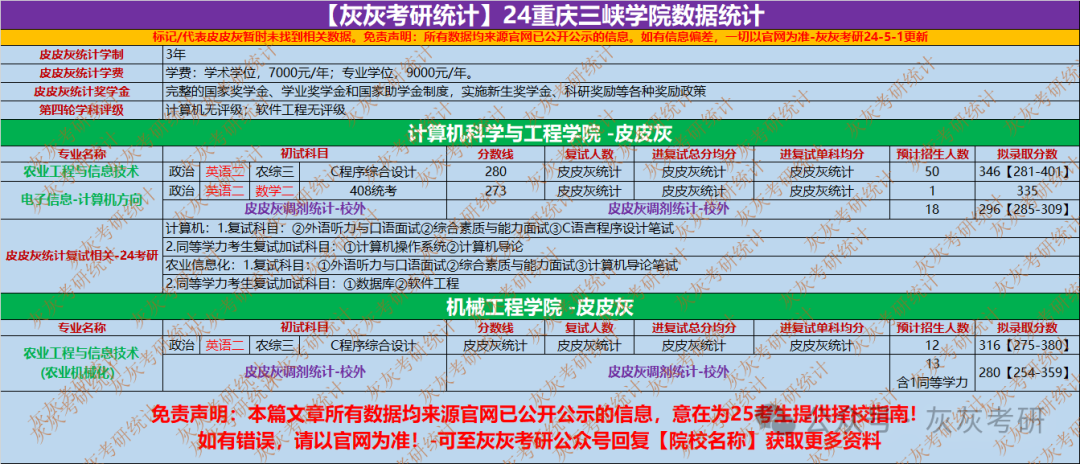 【灰灰考研统计】24重庆三峡学院数据统计
标记/代表皮皮灰暂时未找到相关数据。免责声明：所有数据均来源官网已公开公示的信息。如有信息偏差，一切以官网为准-灰灰考研24-5-1更新
皮皮灰统计学制 3年
皮皮灰统计学费 学费：学术学位，7000元/年；专业学位，9000元/年。
皮皮灰统计奖学金 完整的国家奖学金、学业奖学金和国家助学金制度，实施新生奖学金、科研奖励等各种奖励政策
第四轮学科评级 计算机无评级；软件工程无评级
计算机科学与工程学院 -皮皮灰
专业名称 初试科目 分数线 复试人数 进复试总分均分 进复试单科均分 预计招生人数 拟录取分数
农业工程与信息技术 政治 英语二 农综三 C程序综合设计 280 皮皮灰统计 皮皮灰统计 皮皮灰统计 50 346【281-401】
电子信息-计算机方向 政治 英语二 数学二 408统考 273 皮皮灰统计 皮皮灰统计 皮皮灰统计 1 335
皮皮灰调剂统计-校外 皮皮灰调剂统计-校外 18 296【285-309】
皮皮灰统计复试相关-24考研
计算机：1.复试科目：②外语听力与口语面试②综合素质与能力面试③C语言程序设计笔试
2.同等学力考生复试加试科目：①计算机操作系统②计算机导论
农业信息化：1.复试科目：①外语听力与口语面试②综合素质与能力面试③计算机导论笔试
2.同等学力考生复试加试科目：①数据库②软件工程
机械工程学院 -皮皮灰
专业名称 初试科目 分数线 复试人数 进复试总分均分 进复试单科均分 预计招生人数 拟录取分数
农业工程与信息技术
(农业机械化)
政治 英语二 农综三 C程序综合设计 皮皮灰统计 皮皮灰统计 皮皮灰统计 皮皮灰统计 12 316【275-380】
皮皮灰调剂统计-校外 皮皮灰调剂统计-校外 13 280【254-359】
含1同等学力
免责声明：本篇文章所有数据均来源官网已公开公示的信息，意在为25考生提供择校指南！
如有错误，请以官网为准！-可至灰灰考研公众号回复【院校名称】获取更多资料
公众号 灰灰考研
灰灰考研统计